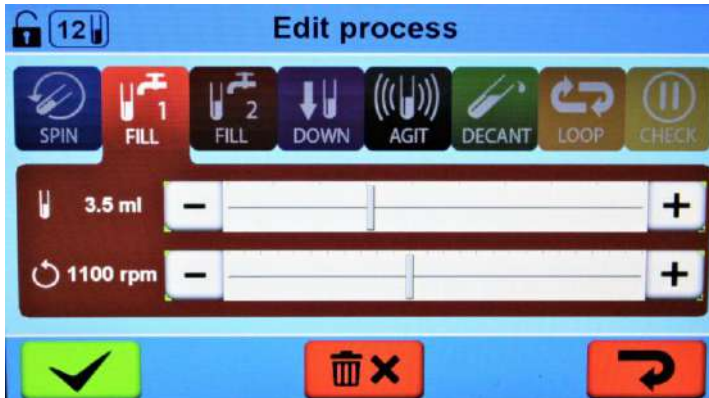 12
Edit process
SPIN
1
FILL
2
FILL
DOWN
AGIT
DECANT
LOOP
CHECK
3.5 ml
1100 rpm